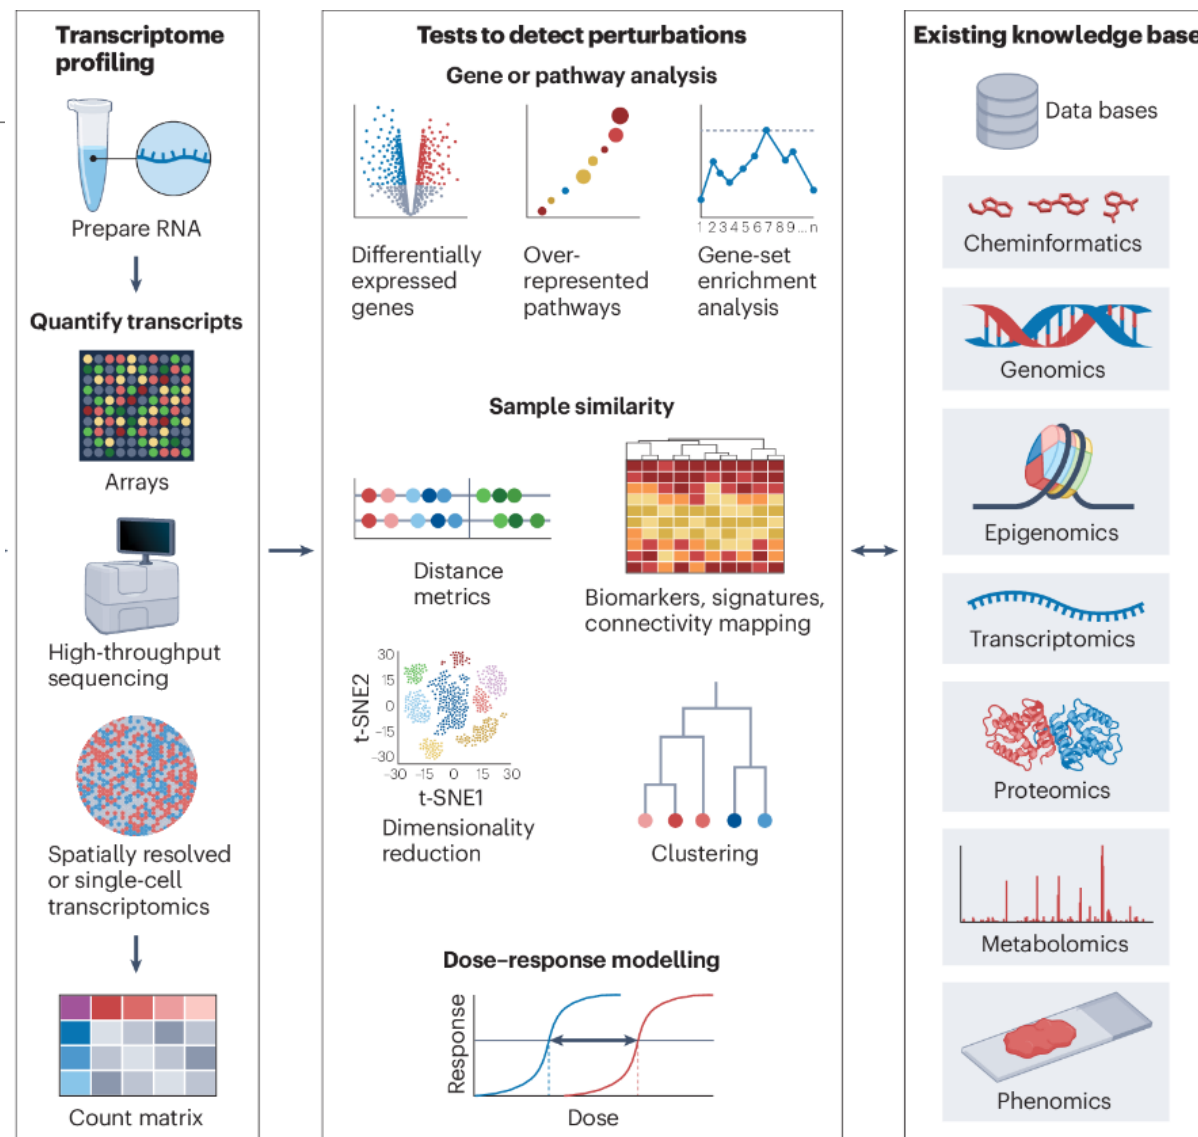 Transcriptome
profiling
Prepare RNA
Quantify transcripts
Arrays
High-throughput
sequencing
Spatially resolved
or single-cell
transcriptomics
Count matrix
Tests to detect perturbations
Gene or pathway analysis
1 2 3 4 5 6 7 8 9 ... n
Differentially
expressed
genes
Over-
represented
pathways
Gene-set
enrichment
analysis
Sample similarity
Distance
metrics
Biomarkers, signatures,
connectivity mapping
t-SNE2
30
15
0
−15
−30
−30 −15 0 15 30
t-SNE1
Dimensionality
reduction
Clustering
Dose–response modelling
Response
Dose
Existing knowledge base
Data bases
Cheminformatics
Genomics
Epigenomics
Transcriptomics
Proteomics
Metabolomics
Phenomics